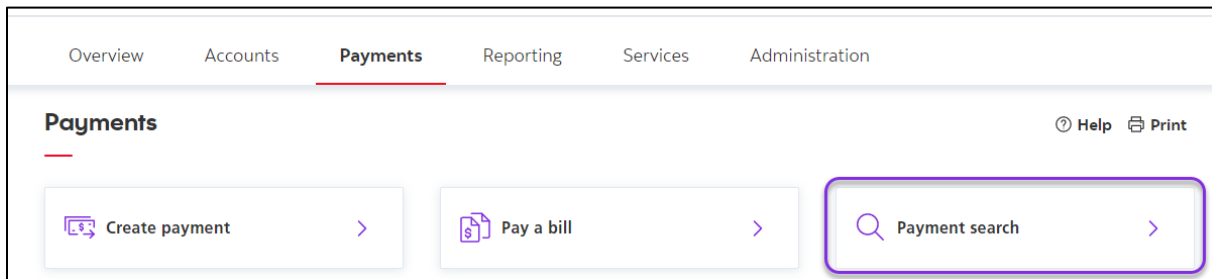 Overview Accounts Payments Reporting Services Administration
Payments
Help Print
Create payment
Pay a bill
Payment search